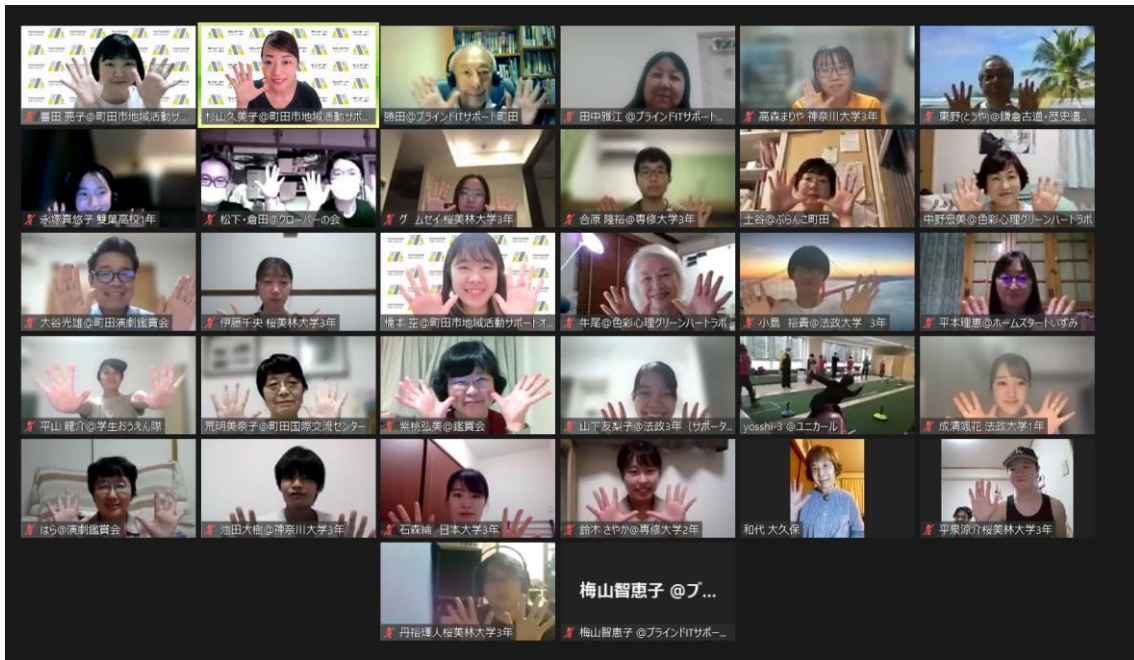 喜田 亮子@町田市地域活動サ...
杉山久美子@町田市地域活動サポ...
勝田@ブラインドITサポート町田
田中雅江 @ブラインドITサポート...
高森まりや 神奈川大学3年
東野(とうや)@鎌倉古道・歴史遺...
永塚真悠子 雙葉高校1年
松下・倉田@クローバーの会
グ ムセイ 桜美林大学3年
合原 隆裕@専修大学3年
土谷@ぶらんこ町田
中野宏美@色彩心理グリーンハートラボ
大谷光雄@町田演劇鑑賞会
伊藤千央 桜美林大学3年
橋本 空@町田市地域活動サポートオ...
牛尾@色彩心理グリーンハートラボ
小島 裕貴@法政大学 3年
平本理恵@ホームスタートいずみ
平山 龍介@学生おうえん隊
荒明美奈子@町田国際交流センター
紫桃弘美@鑑賞会
山下友梨子@法政3年 (サポータ...
yosshi-3 @ユニカール
成清颯花 法政大学1年
はら@演劇鑑賞会
池田大樹@神奈川大学3年
石森綸 日本大学3年
鈴木さやか@専修大学2年
和代 大久保
平泉涼介桜美林大学3年
丹裕輝人桜美林大学3年
梅山智恵子 @ブ...
梅山智恵子 @ブラインドITサポー...